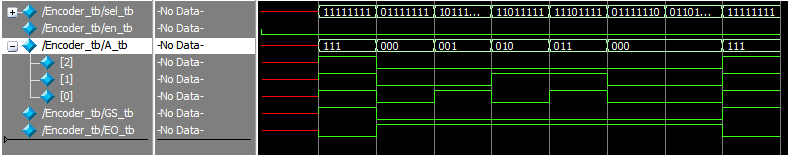 /Encoder_tb/sel_tb -No Data- 11111111 01111111 10111... 11011111 11101111 01111110 01101... 11111111
/Encoder_tb/en_tb -No Data-
/Encoder_tb/A_tb -No Data- 111 000 001 010 011 000 111
[2] -No Data-
[1] -No Data-
[0] -No Data-
/Encoder_tb/GS_tb -No Data-
/Encoder_tb/EO_tb -No Data-